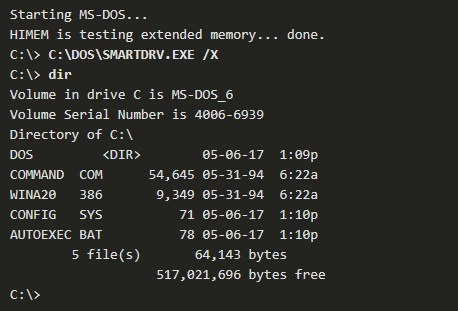 Starting MS-DOS...
HIMEM is testing extended memory... done.
C:\> C:\DOS\SMARTDRV.EXE /X
C:\> dir
Volume in drive C is MS-DOS_6
Volume Serial Number is 4006-6939
Directory of C:\
DOS          <DIR>         05-06-17   1:09p
COMMAND  COM        54,645 05-31-94   6:22a
WINA20   386         9,349 05-31-94   6:22a
CONFIG   SYS            71 05-06-17   1:10p
AUTOEXEC BAT            78 05-06-17   1:10p
        5 file(s)         64,143 bytes
                     517,021,696 bytes free
C:\>